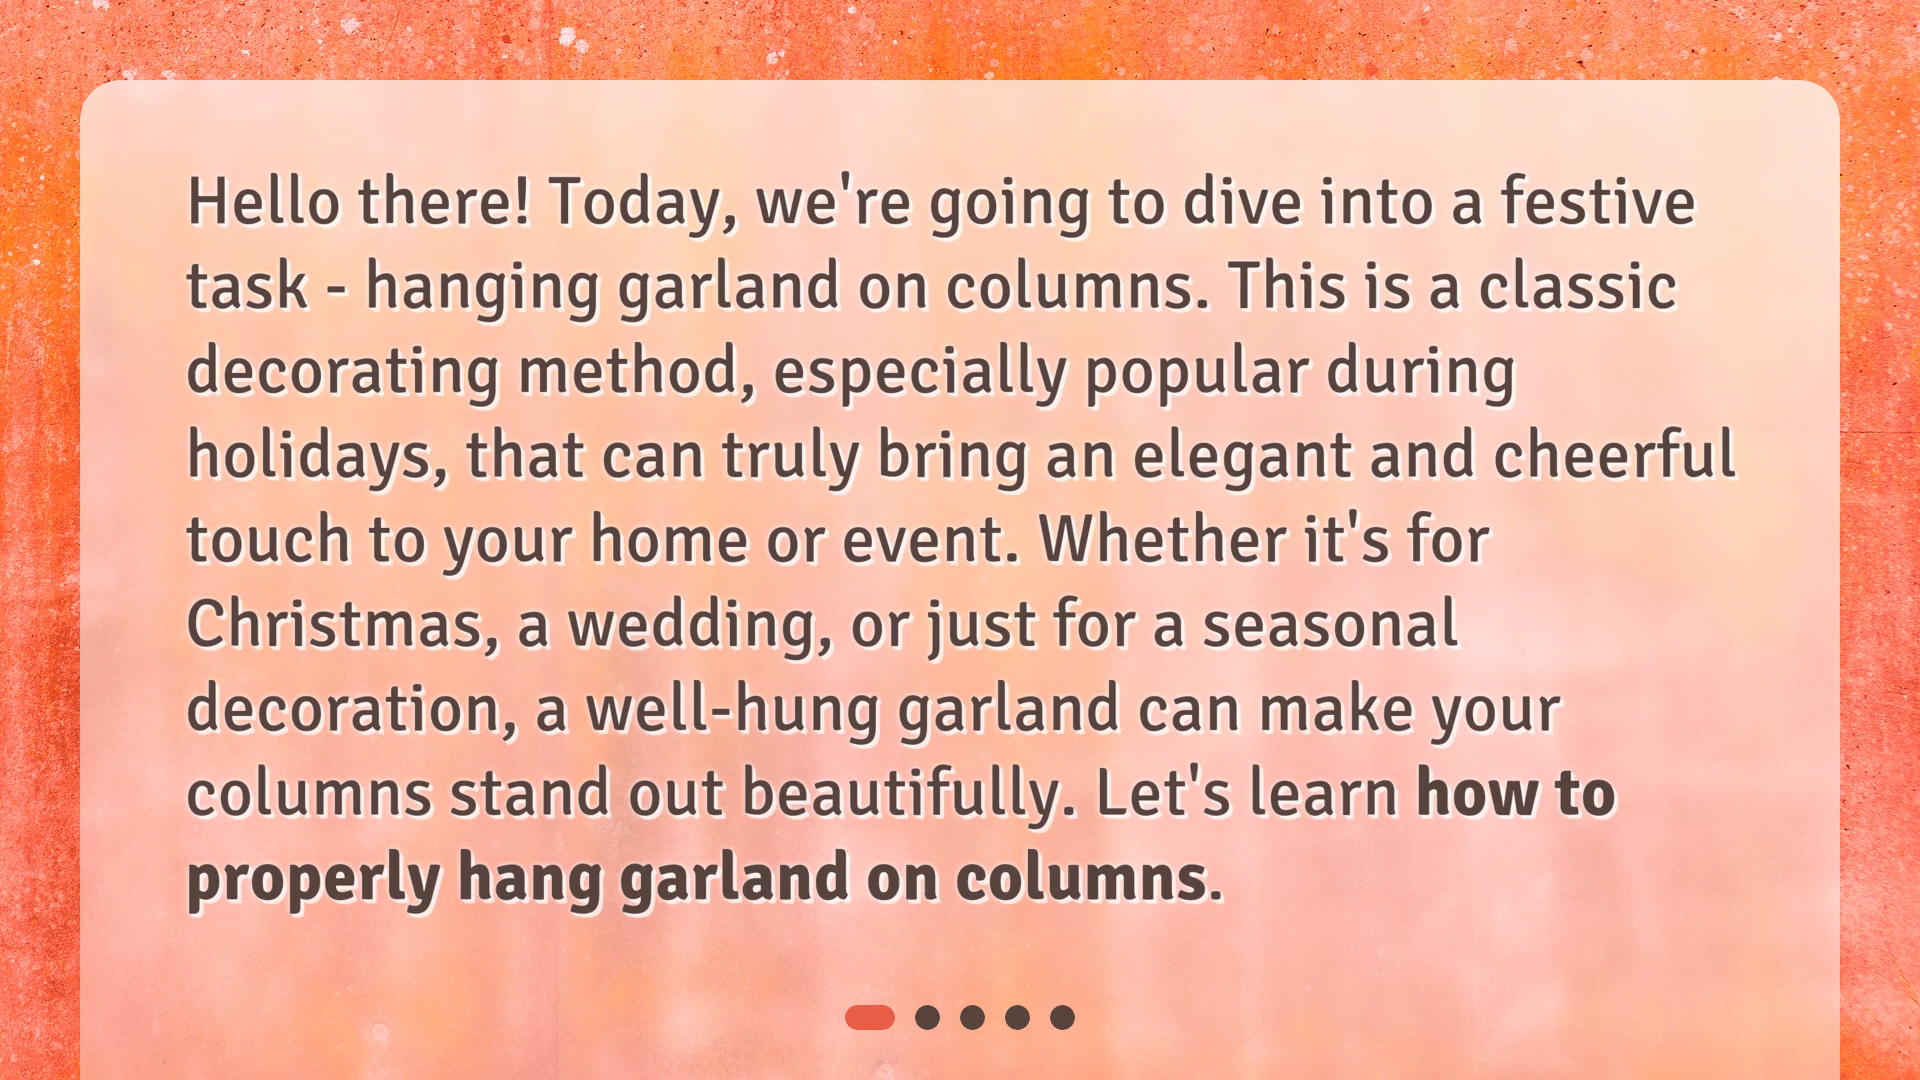 Hello there! Today, we're going to dive into a festive
task - hanging garland on columns. This is a classic
decorating method, especially popular during
holidays, that can truly bring an elegant and cheerful
touch to your home or event. Whether it's for
Christmas, a wedding, or just for a seasonal
decoration, a well-hung garland can make your
columns stand out beautifully. Let's learn how to
properly hang garland on columns.